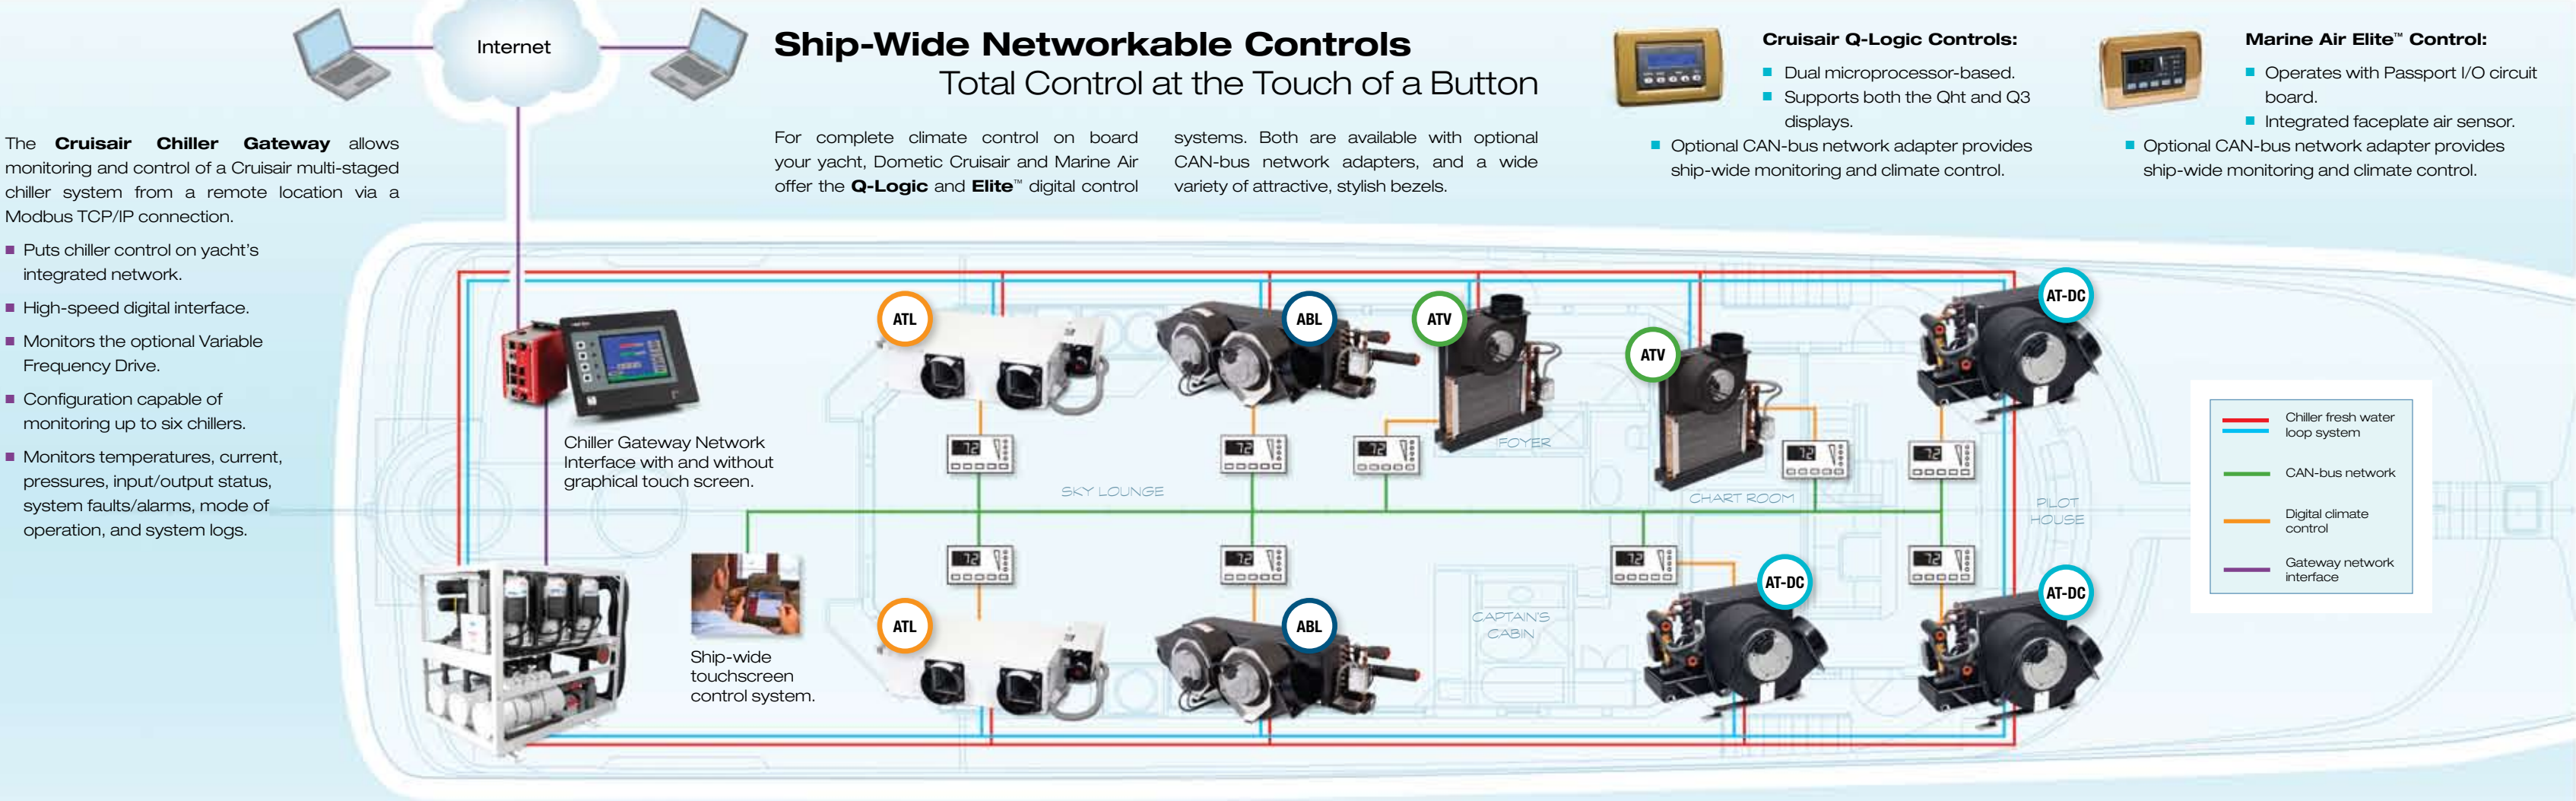 Internet
Ship-Wide Networkable Controls
Total Control at the Touch of a Button
The Cruisair Chiller Gateway allows
monitoring and control of a Cruisair multi-staged
chiller system from a remote location via a
Modbus TCP/IP connection.
■ Puts chiller control on yacht's
integrated network.
■ High-speed digital interface.
■ Monitors the optional Variable
Frequency Drive.
■ Configuration capable of
monitoring up to six chillers.
■ Monitors temperatures, current,
pressures, input/output status,
system faults/alarms, mode of
operation, and system logs.
For complete climate control on board
your yacht, Dometic Cruisair and Marine Air
offer the Q-Logic and Elite™ digital control
systems. Both are available with optional
CAN-bus network adapters, and a wide
variety of attractive, stylish bezels.
Cruisair Q-Logic Controls:
■ Dual microprocessor-based.
■ Supports both the Qht and Q3
displays.
■ Optional CAN-bus network adapter provides
ship-wide monitoring and climate control.
Marine Air Elite™ Control:
■ Operates with Passport I/O circuit
board.
■ Integrated faceplate air sensor.
■ Optional CAN-bus network adapter provides
ship-wide monitoring and climate control.
ATL
ABL
ATV
ATV
AT-DC
Chiller Gateway Network
Interface with and without
graphical touch screen.
72
72
72
72
72
FOYER
SKY LOUNGE
CHART ROOM
PILOT
HOUSE
72
72
72
72
ATL
ABL
AT-DC
AT-DC
CAPTAIN'S
CABIN
Ship-wide
touchscreen
control system.
Chiller fresh water
loop system
CAN-bus network
Digital climate
control
Gateway network
interface